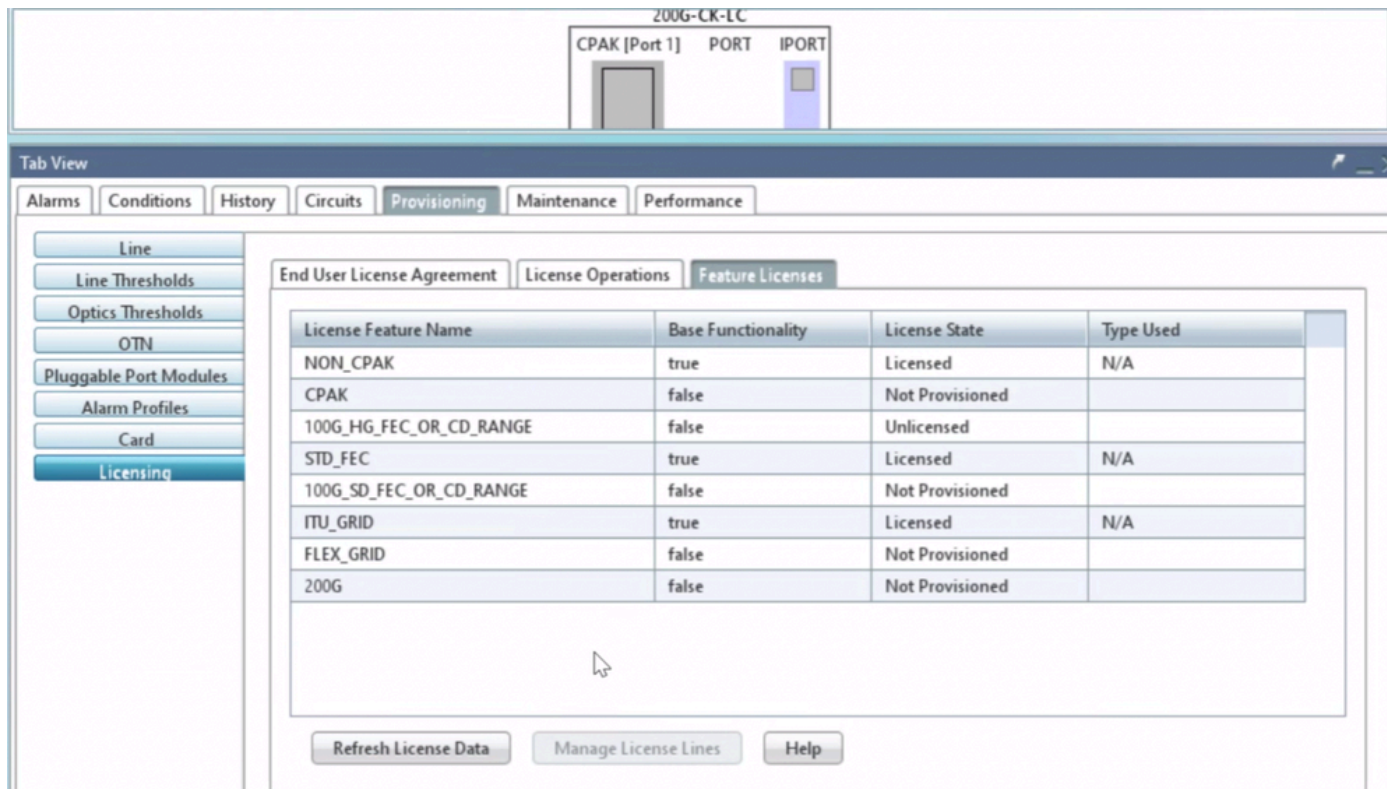 200G-CK-LC
CPAK [Port 1] PORT IPORT
Tab View
Alarms Conditions History Circuits Provisioning Maintenance Performance
Line
Line Thresholds
Optics Thresholds
OTN
Pluggable Port Modules
Alarm Profiles
Card
Licensing
End User License Agreement License Operations Feature Licenses
License Feature Name Base Functionality License State Type Used
NON_CPAK true Licensed N/A
CPAK false Not Provisioned
100G_HG_FEC_OR_CD_RANGE false Unlicensed
STD_FEC true Licensed N/A
100G_SD_FEC_OR_CD_RANGE false Not Provisioned
ITU_GRID true Licensed N/A
FLEX_GRID false Not Provisioned
200G false Not Provisioned
Refresh License Data Manage License Lines Help